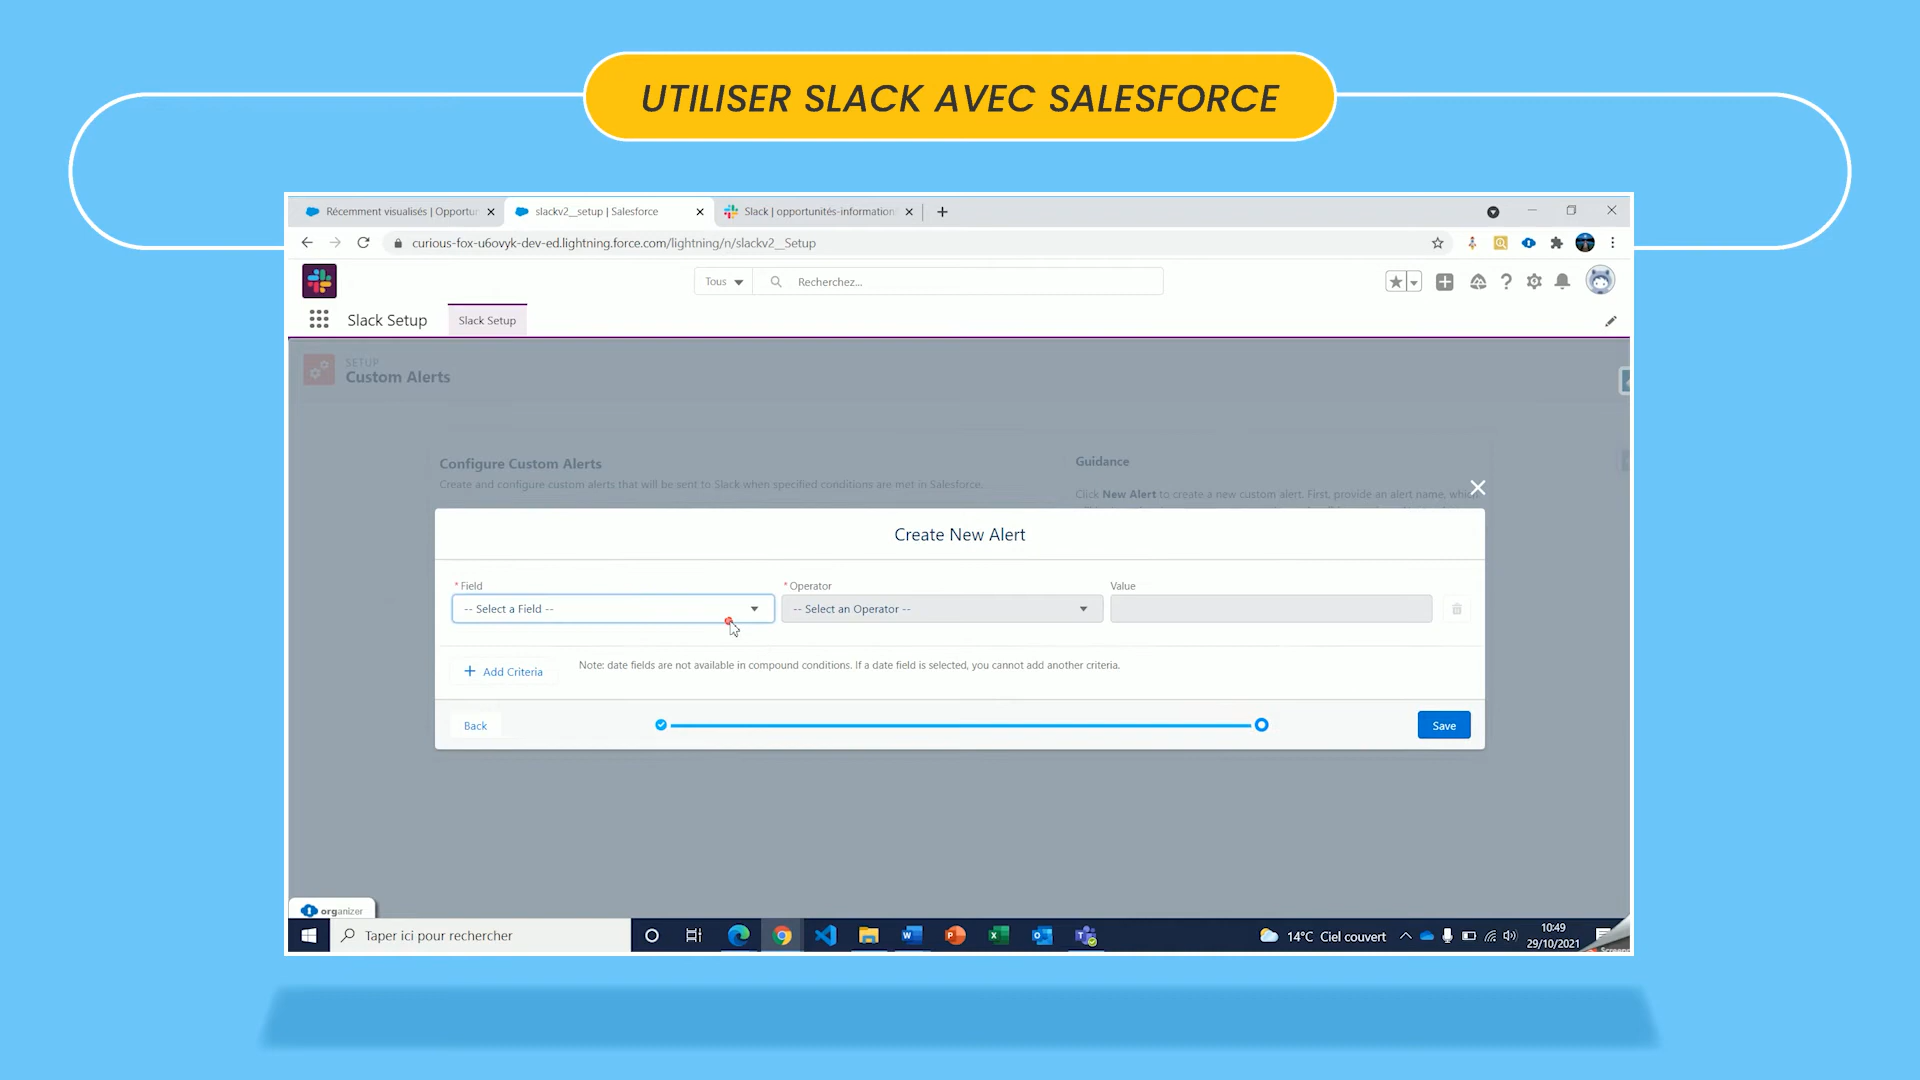 UTILISER SLACK AVEC SALESFORCE
Récemment visualisés | Opportu
slackv2__setup | Salesforce
Slack | opportunités-information
curious-fox-u6ovyk-dev-ed.lightning.force.com/lightning/n/slackv2__Setup
Tous
Recherchez...
Slack Setup
Slack Setup
SETUP
Custom Alerts
Configure Custom Alerts
Create and configure custom alerts that will be sent to Slack when specified conditions are met in Salesforce.
Guidance
Click New Alert to create a new custom alert. First, provide an alert name, which
Create New Alert
* Field
* Operator
Value
-- Select a Field --
-- Select an Operator --
+ Add Criteria
Note: date fields are not available in compound conditions. If a date field is selected, you cannot add another criteria.
Back
Save
organizer
Taper ici pour rechercher
14°C Ciel couvert
10:49
29/10/2021